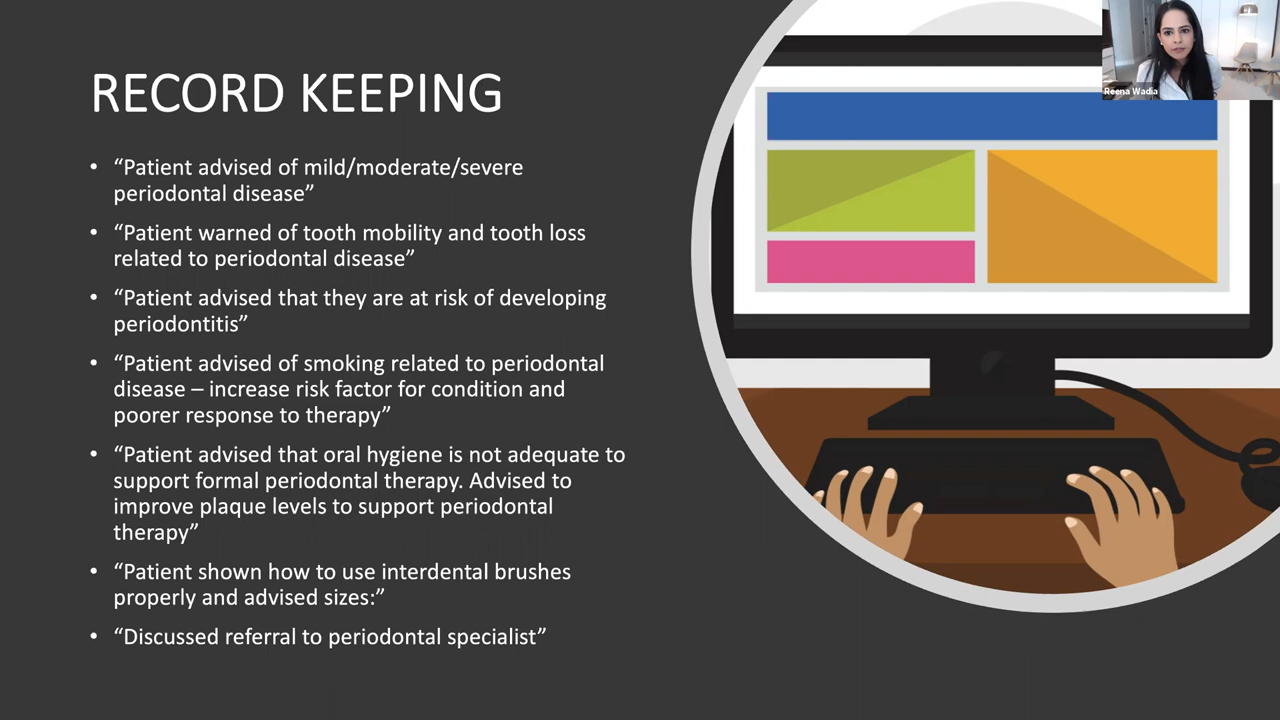 RECORD KEEPING
• “Patient advised of mild/moderate/severe
periodontal disease”
• “Patient warned of tooth mobility and tooth loss
related to periodontal disease”
• “Patient advised that they are at risk of developing
periodontitis”
• “Patient advised of smoking related to periodontal
disease – increase risk factor for condition and
poorer response to therapy”
• “Patient advised that oral hygiene is not adequate to
support formal periodontal therapy. Advised to
improve plaque levels to support periodontal
therapy”
• “Patient shown how to use interdental brushes
properly and advised sizes:”
• “Discussed referral to periodontal specialist”
Reena Wadia